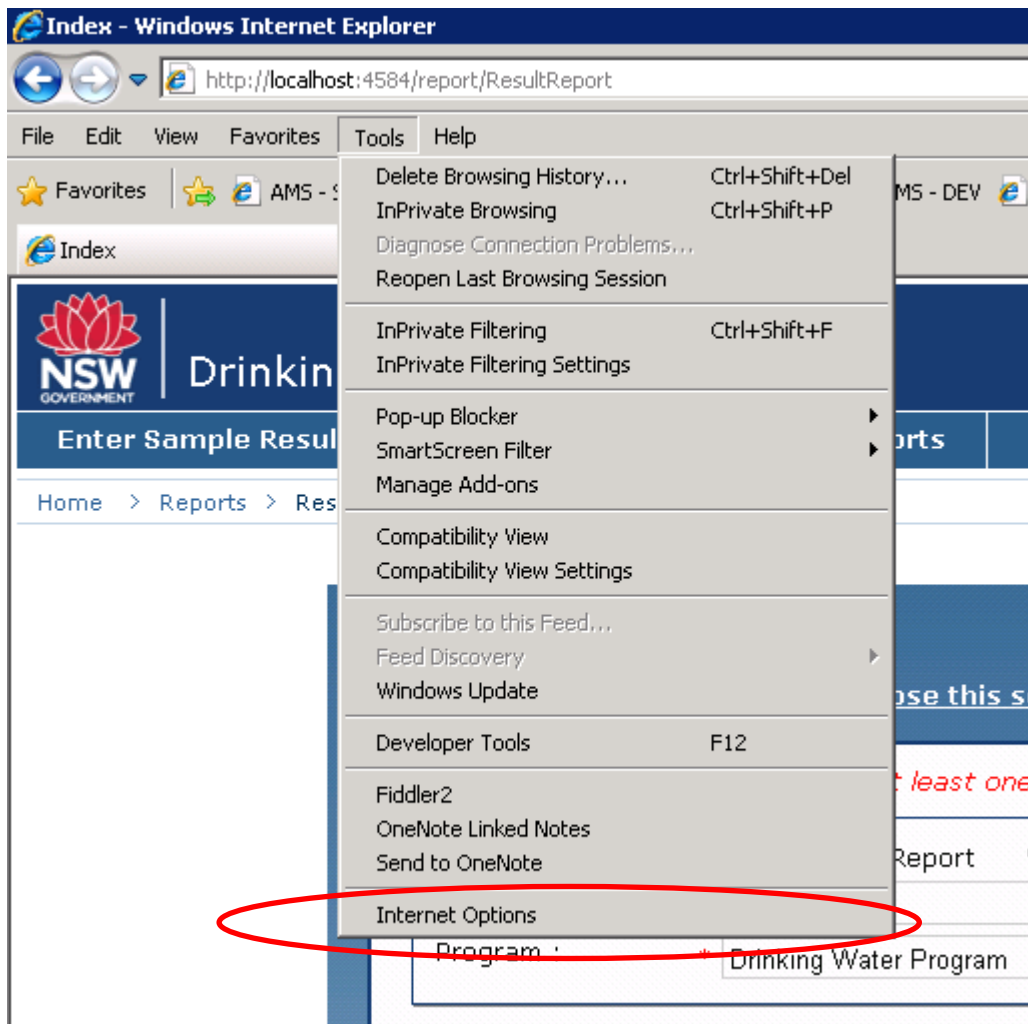 Index - Windows Internet Explorer
http://localhost:4584/report/ResultReport
File Edit View Favorites Tools Help
Favorites AMS - S MS - DEV
Index
Delete Browsing History... Ctrl+Shift+Del
InPrivate Browsing Ctrl+Shift+P
Diagnose Connection Problems...
Reopen Last Browsing Session
InPrivate Filtering Ctrl+Shift+F
InPrivate Filtering Settings
Pop-up Blocker
SmartScreen Filter
Manage Add-ons
Compatibility View
Compatibility View Settings
Subscribe to this Feed...
Feed Discovery
Windows Update
Developer Tools F12
Fiddler2
OneNote Linked Notes
Send to OneNote
Internet Options
NSW
GOVERNMENT
Drinkin
Enter Sample Resul orts
Home > Reports > Res
ose this s
t least one
Report
Program : * Drinking Water Program